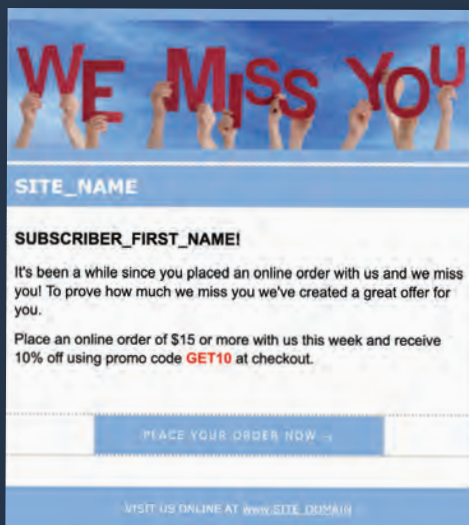 WE MISS YOU
SITE_NAME
SUBSCRIBER_FIRST_NAME!
It's been a while since you placed an online order with us and we miss
you! To prove how much we miss you we've created a great offer for
you.
Place an online order of $15 or more with us this week and receive
10% off using promo code GET10 at checkout.
PLACE YOUR ORDER NOW →
VISIT US ONLINE AT www.SITE_DOMAIN